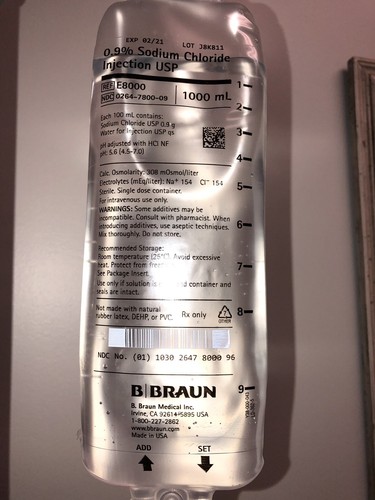 EXP 02/21 LOT J8K811
0.9% Sodium Chloride
Injection USP
REF E8000
NDC 0264-7800-09 1000 mL
Each 100 mL contains:
Sodium Chloride USP 0.9 g
Water for Injection USP qs
pH adjusted with HCl NF
pH: 5.6 (4.5-7.0)
Calc. Osmolarity: 308 mOsmol/liter
Electrolytes (mEq/liter): Na⁺ 154 Cl⁻ 154
Sterile. Single dose container.
For intravenous use only.
WARNINGS: Some additives may be
incompatible. Consult with pharmacist. When
introducing additives, use aseptic techniques.
Mix thoroughly. Do not store.
Recommended Storage:
Room temperature (25°C). Avoid excessive
heat. Protect from
See Package Insert.
Use only if solution is and container and
seals are intact.
Not made with natural
rubber latex, DEHP, or PVC. Rx only
OTHER
NDC No. (01) 1030 2647 8000 96
B|BRAUN
B. Braun Medical Inc.
Irvine, CA 92614-5895 USA
1-800-227-2862
www.bbraun.com
Made in USA
ADD SET
1
2
3
4
5
6
7
8
9